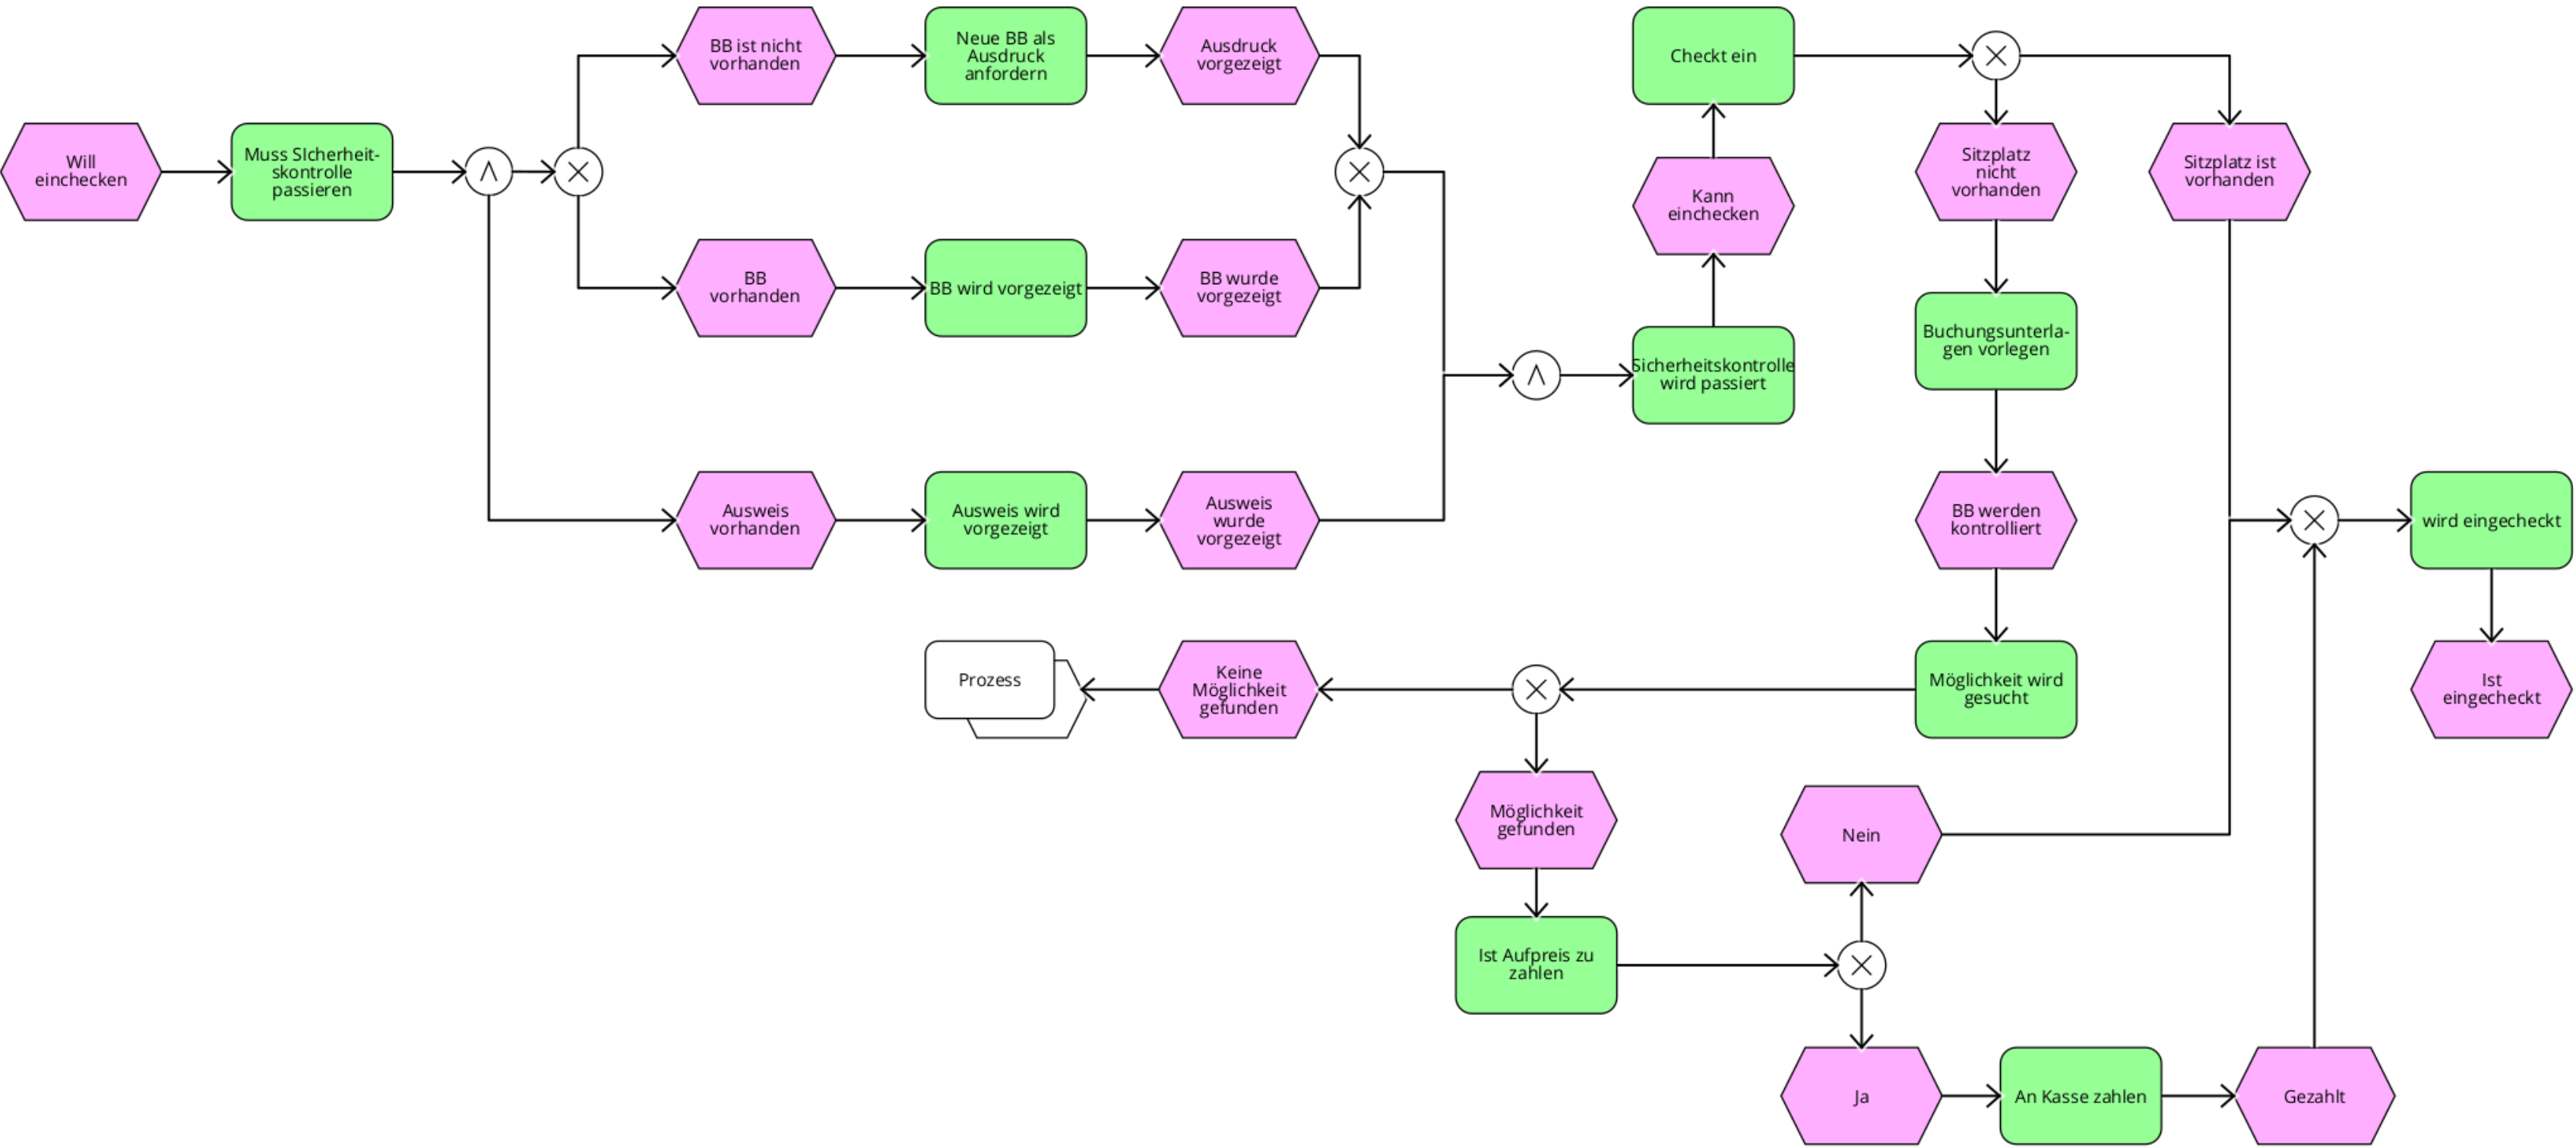 BB ist nicht
vorhanden
Neue BB als
Ausdruck
anfordern
Ausdruck
vorgezeigt
Checkt ein
Will
einchecken
Muss SIcherheit-
skontrolle
passieren
Sitzplatz
nicht
vorhanden
Sitzplatz ist
vorhanden
Kann
einchecken
BB
vorhanden
BB wird vorgezeigt
BB wurde
vorgezeigt
Buchungsunterla-
gen vorlegen
Sicherheitskontrolle
wird passiert
Ausweis
vorhanden
Ausweis wird
vorgezeigt
Ausweis
wurde
vorgezeigt
BB werden
kontrolliert
wird eingecheckt
Prozess
Keine
Möglichkeit
gefunden
Möglichkeit wird
gesucht
Ist
eingecheckt
Möglichkeit
gefunden
Nein
Ist Aufpreis zu
zahlen
Ja
An Kasse zahlen
Gezahlt